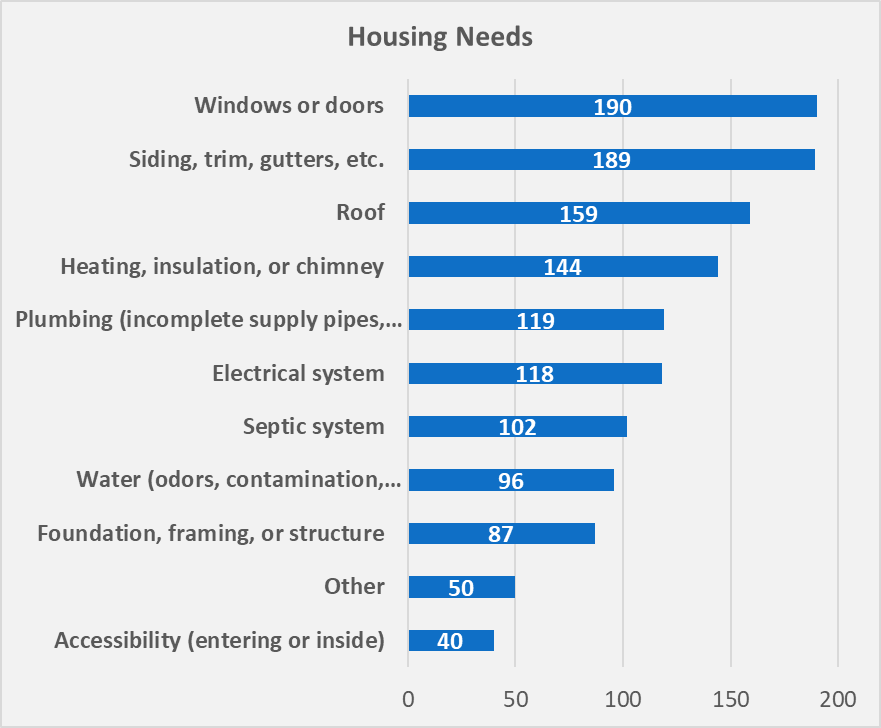 Housing Needs
Windows or doors 190
Siding, trim, gutters, etc. 189
Roof 159
Heating, insulation, or chimney 144
Plumbing (incomplete supply pipes,... 119
Electrical system 118
Septic system 102
Water (odors, contamination,... 96
Foundation, framing, or structure 87
Other 50
Accessibility (entering or inside) 40
0 50 100 150 200